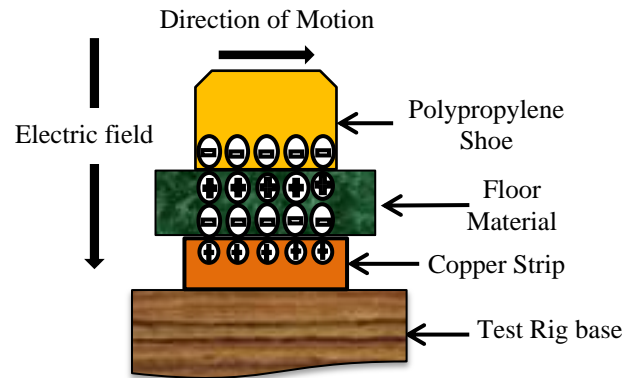 Direction of Motion
Electric field
Polypropylene
Shoe
Floor
Material
Copper Strip
Test Rig base